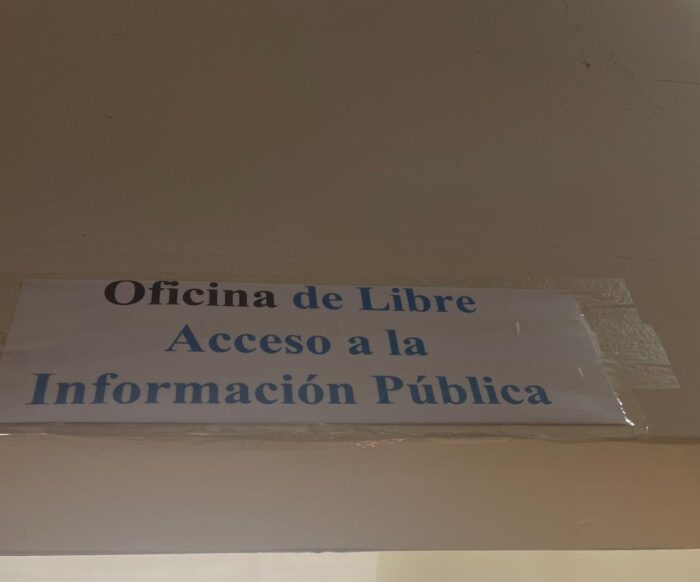 Oficina de Libre
Acceso a la
Información Pública